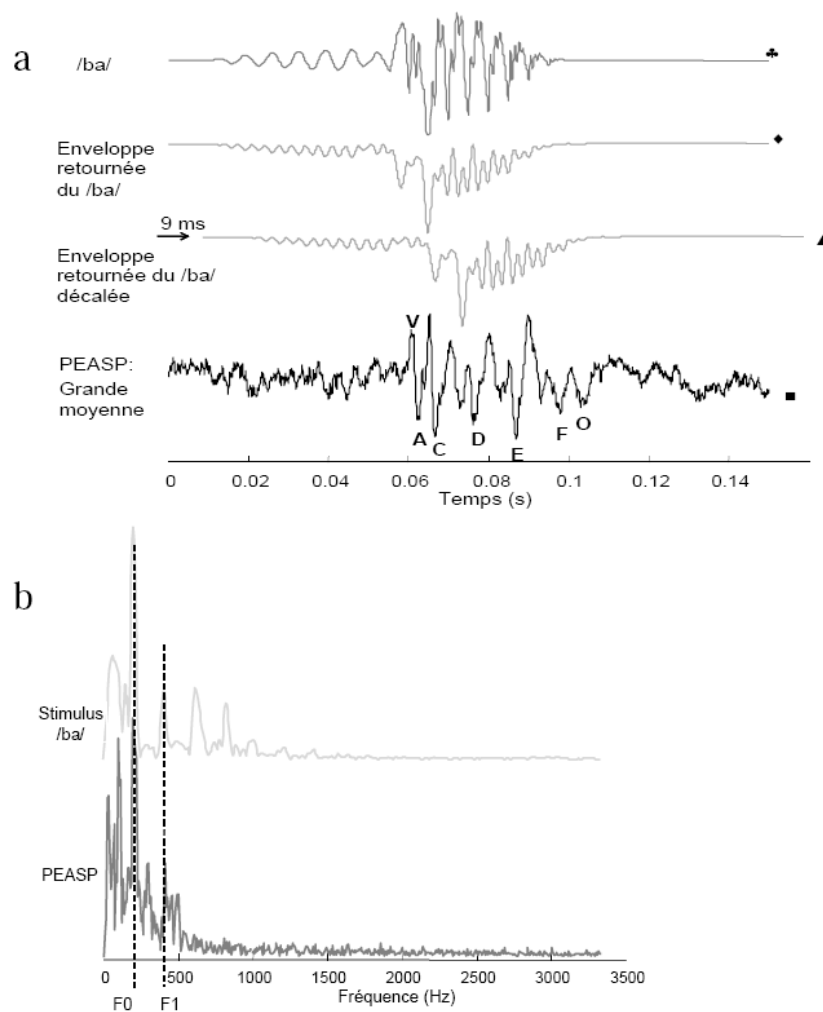 a
/ba/
Enveloppe
retournée
du /ba/
9 ms
Enveloppe
retournée du /ba/
décalée
PEASP:
Grande
moyenne
V
A
C
D
E
F
O
0 0.02 0.04 0.06 0.08 0.1 0.12 0.14
Temps (s)
b
Stimulus
/ba/
PEASP
0 500 1000 1500 2000 2500 3000 3500
Fréquence (Hz)
F0 F1